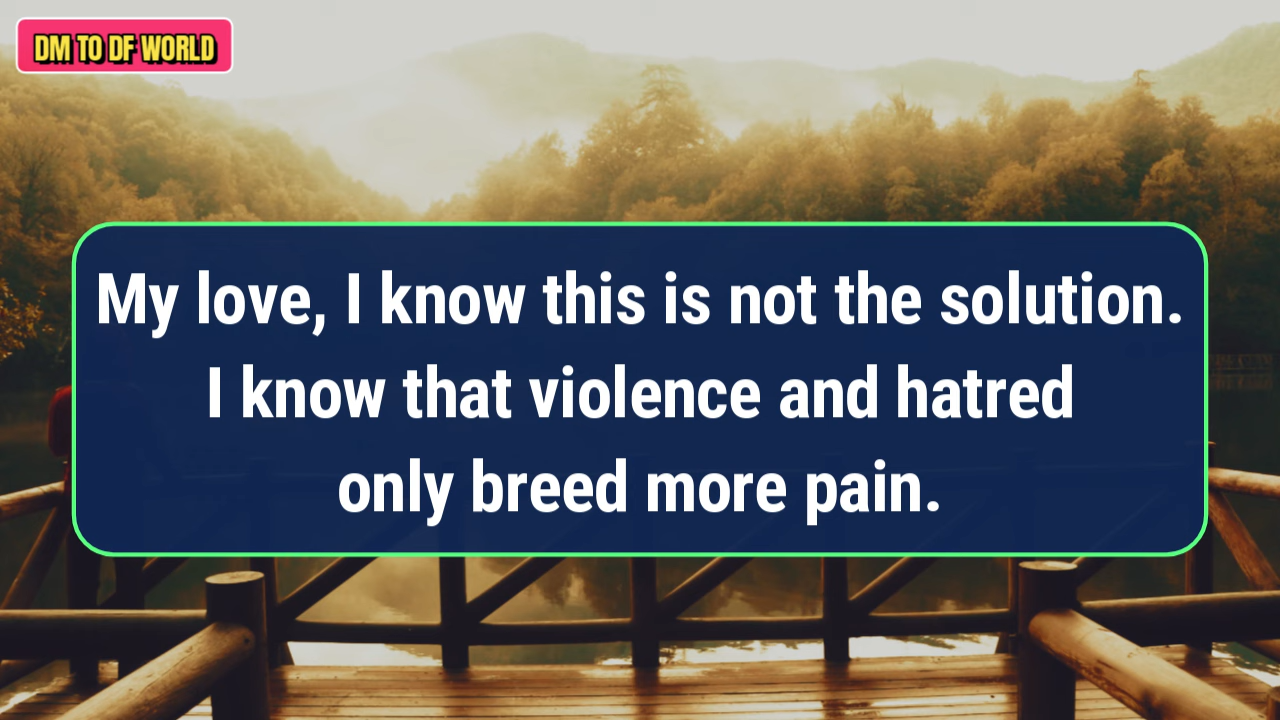 DM TO DF WORLD
My love, I know this is not the solution.
I know that violence and hatred
only breed more pain.